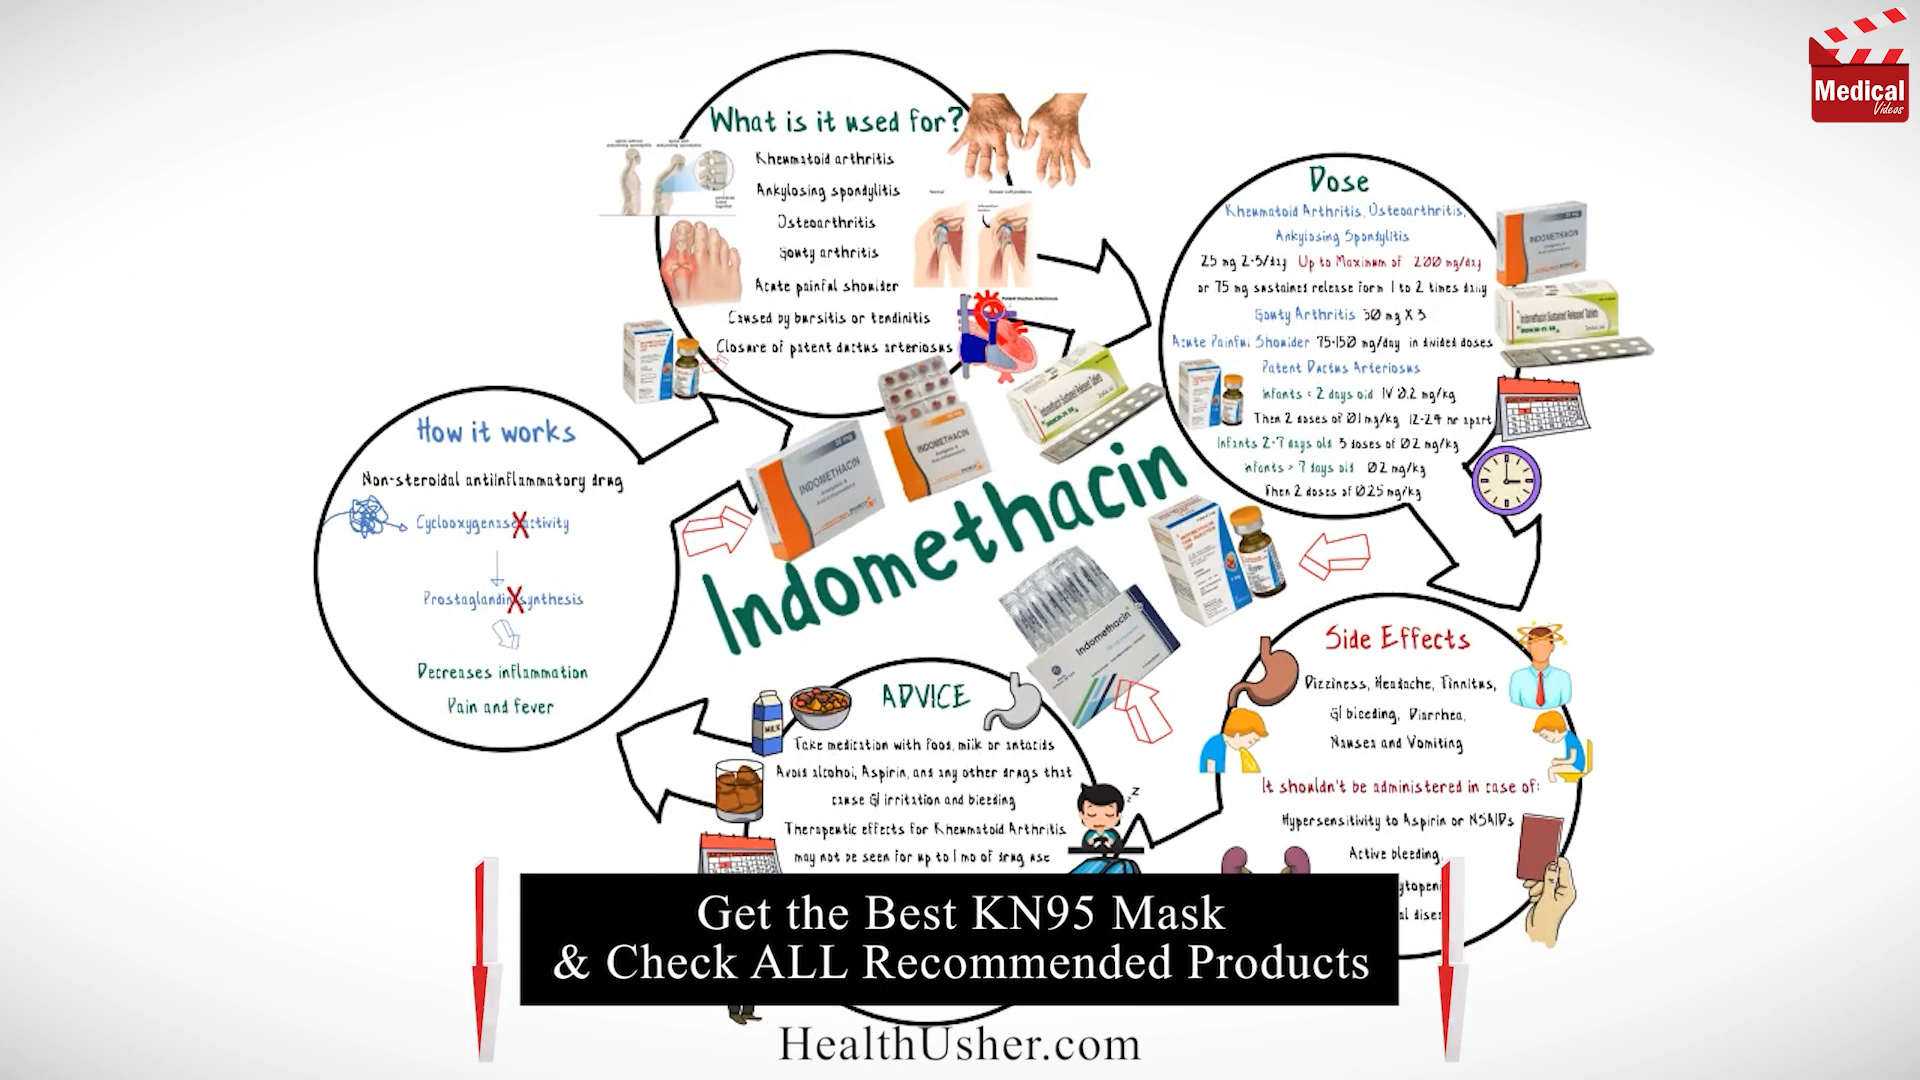 Medical
Videos
What is it used for?
Rheumatoid arthritis
Ankylosing spondylitis
Osteoarthritis
Gouty arthritis
Acute painful shoulder
Caused by bursitis or tendinitis
Closure of patent ductus arteriosus
Dose
Rheumatoid Arthritis, Osteoarthritis,
Ankylosing Spondylitis
25 mg 2-3/day Up to Maximum of 200 mg/day
or 75 mg sustained release form 1 to 2 times daily
Gouty Arthritis 50 mg X 3
Acute Painful Shoulder 75-150 mg/day in divided doses
Patent Ductus Arteriosus
Infants < 2 days old IV 0.2 mg/kg
Then 2 doses of 0.1 mg/kg 12-24 hr apart
Infants 2-7 days old 3 doses of 0.2 mg/kg
infants > 7 days old 0.2 mg/kg
Then 2 doses of 0.25 mg/kg
INDOMETHACIN
Indomethacin Sustained Released Tablets
How it works
Non-steroidal antiinflammatory drug
Cyclooxygenase activity
Prostaglandin synthesis
Decreases inflammation
Pain and fever
INDOMETHACIN
INDOMETHACIN
Indomethacin Sustained Released Tablets
Indomethacin
Indomethacin
Side Effects
Dizziness, Headache, Tinnitus,
GI bleeding, Diarrhea,
Nausea and Vomiting
It shouldn't be administered in case of:
Hypersensitivity to Aspirin or NSAIDs
Active bleeding,
ADVICE
MILK
Take medication with food, milk or antacids
Avoid alcohol, Aspirin, and any other drugs that
cause GI irritation and bleeding
Therapeutic effects for Rheumatoid Arthritis
may not be seen for up to 1 mo of drug use
z
z
Get the Best KN95 Mask
& Check ALL Recommended Products
HealthUsher.com